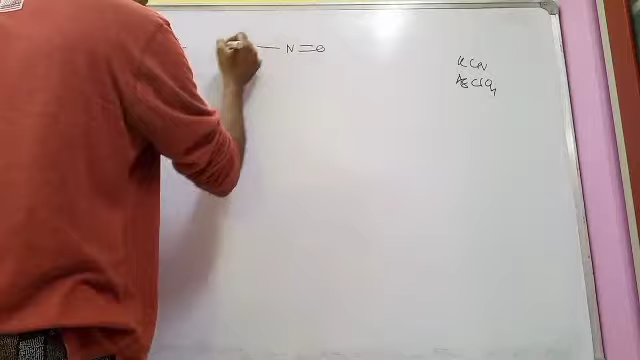 — N = O
KCN
AgClO4